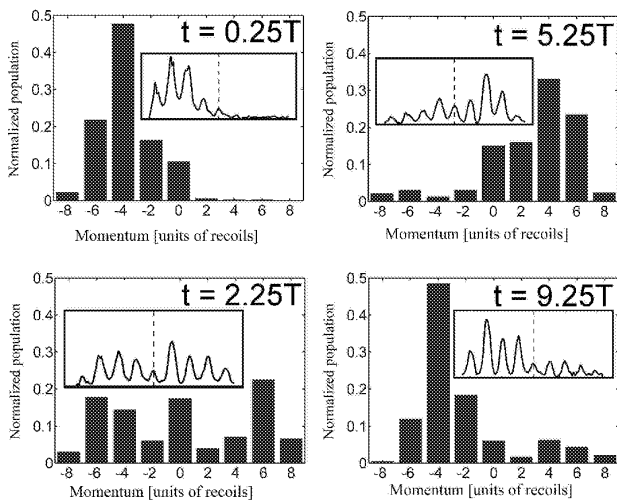 t = 0.25T
Normalized population
0.5
0.4
0.3
0.2
0.1
0
-8 -6 -4 -2 0 2 4 6 8
Momentum [units of recoils]
t = 5.25T
Normalized population
0.5
0.4
0.3
0.2
0.1
0
-8 -6 -4 -2 0 2 4 6 8
Momentum [units of recoils]
t = 2.25T
Normalized population
0.5
0.4
0.3
0.2
0.1
0
-8 -6 -4 -2 0 2 4 6 8
Momentum [units of recoils]
t = 9.25T
Normalized population
0.5
0.4
0.3
0.2
0.1
0
-8 -6 -4 -2 0 2 4 6 8
Momentum [units of recoils]